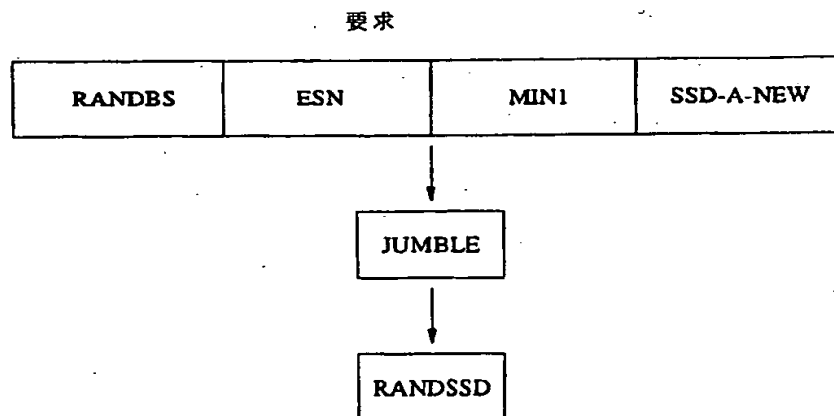 要求
RANDBS ESN MIN1 SSD-A-NEW
JUMBLE
RANDSSD